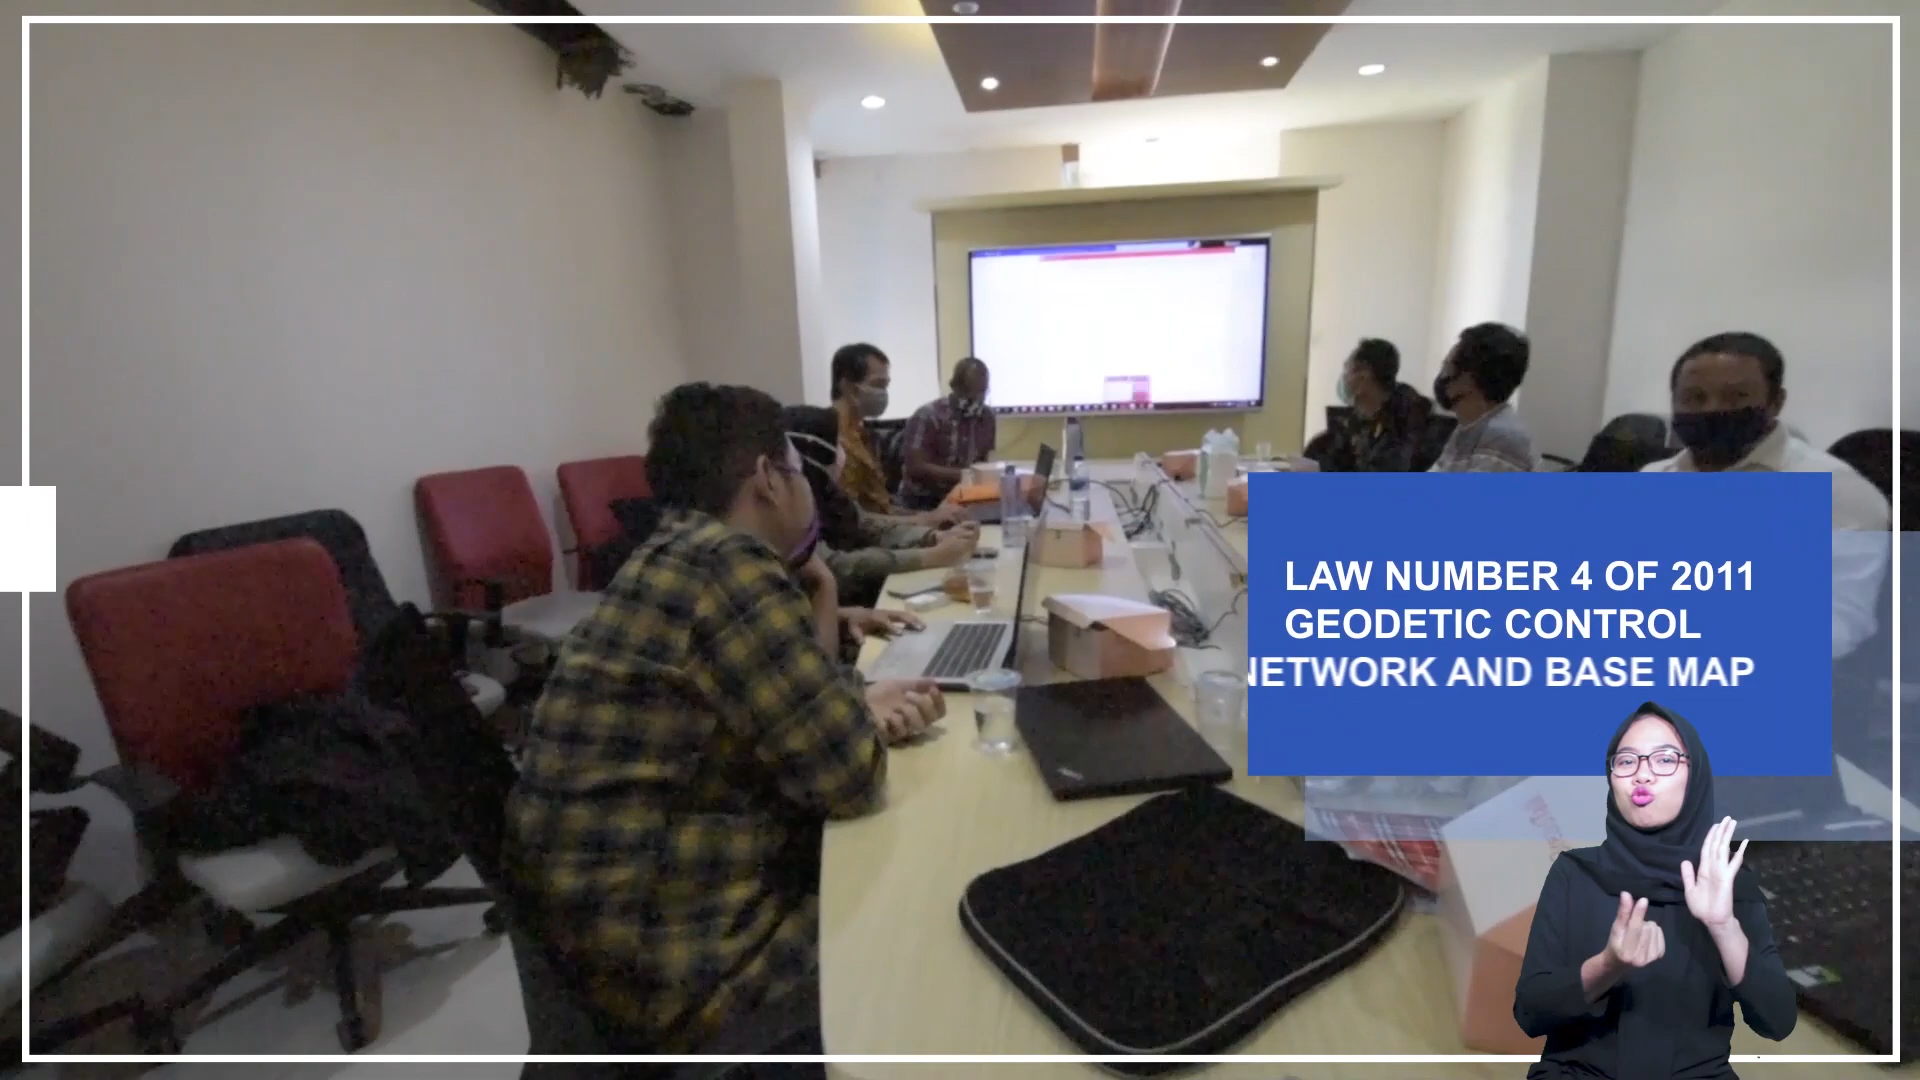 LAW NUMBER 4 OF 2011
GEODETIC CONTROL
NETWORK AND BASE MAP